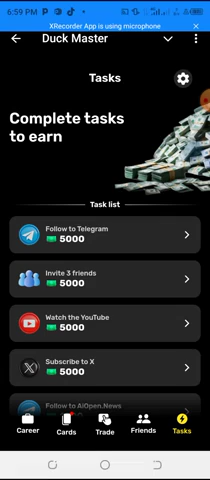 6:59 PM
XRecorder App is using microphone
Duck Master
Tasks
Complete tasks
to earn
Task list
Follow to Telegram
5000
Invite 3 friends
5000
Watch the YouTube
5000
Subscribe to X
5000
Follow to AIOpen.News
5000
Career
Cards
Trade
Friends
Tasks